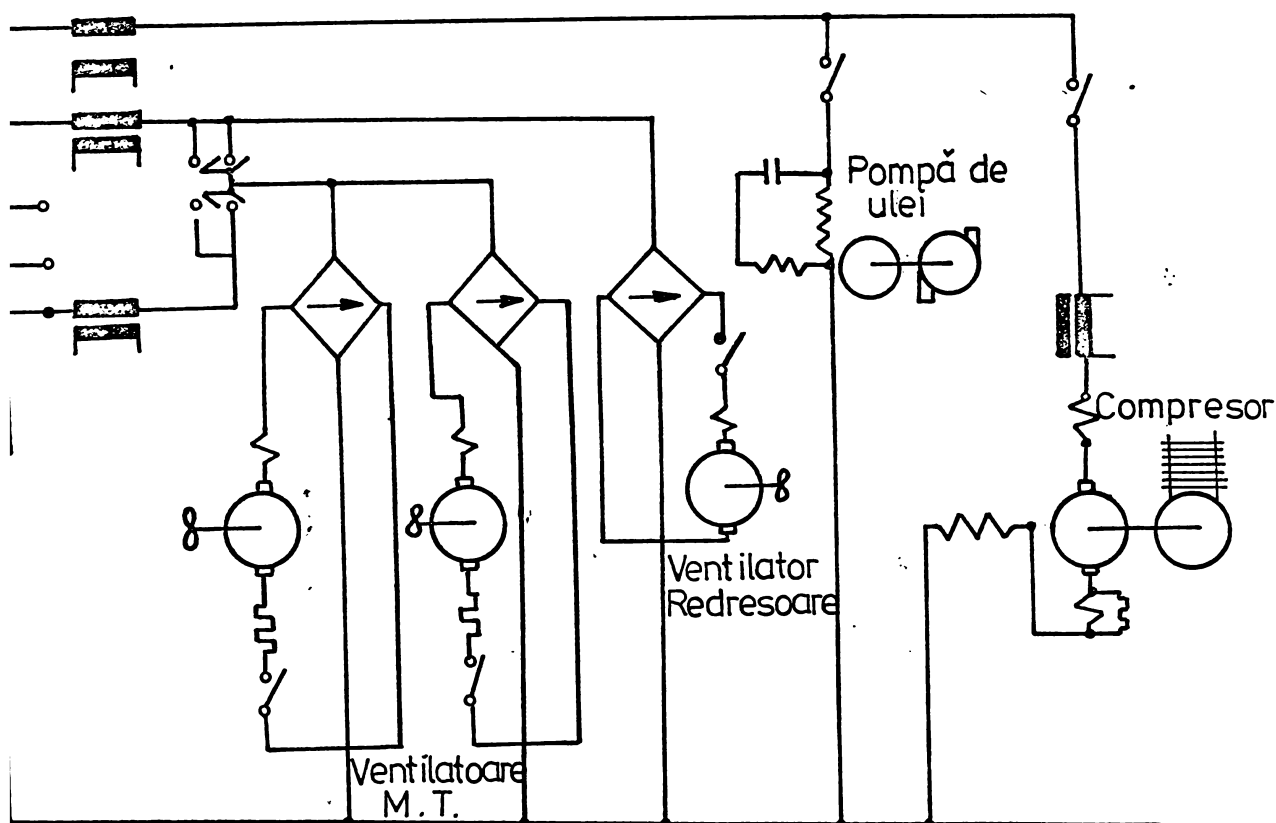 Pompă de
ulei
Compresor
Ventilator
Redresoare
Ventilatoare
M.T.